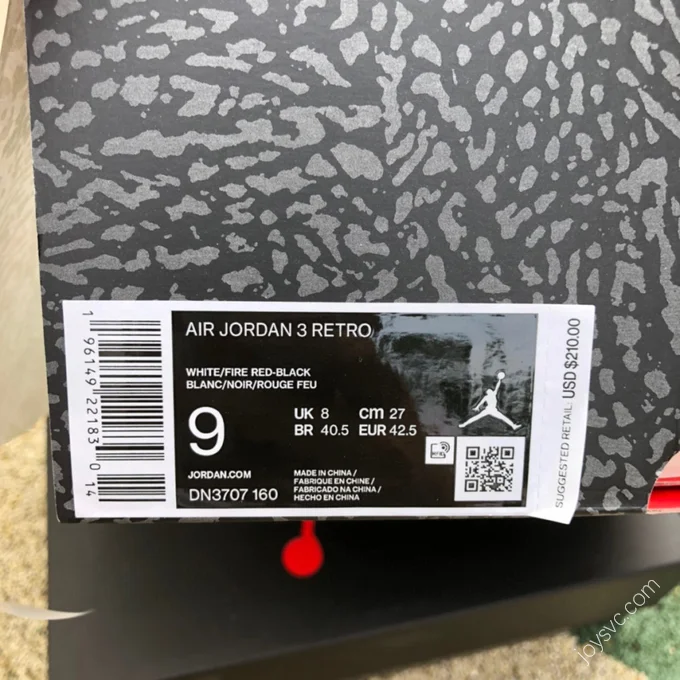 AIR JORDAN 3 RETRO
WHITE/FIRE RED-BLACK
BLANC/NOIR/ROUGE FEU
9
UK 8 cm 27
BR 40.5 EUR 42.5
JORDAN.COM
DN3707 160
MADE IN CHINA /
FABRIQUE EN CHINE /
FABRICADO NA CHINA /
HECHO EN CHINA
1 96149 22183 0 14
SUGGESTED RETAIL USD $210.00
joysvc.com